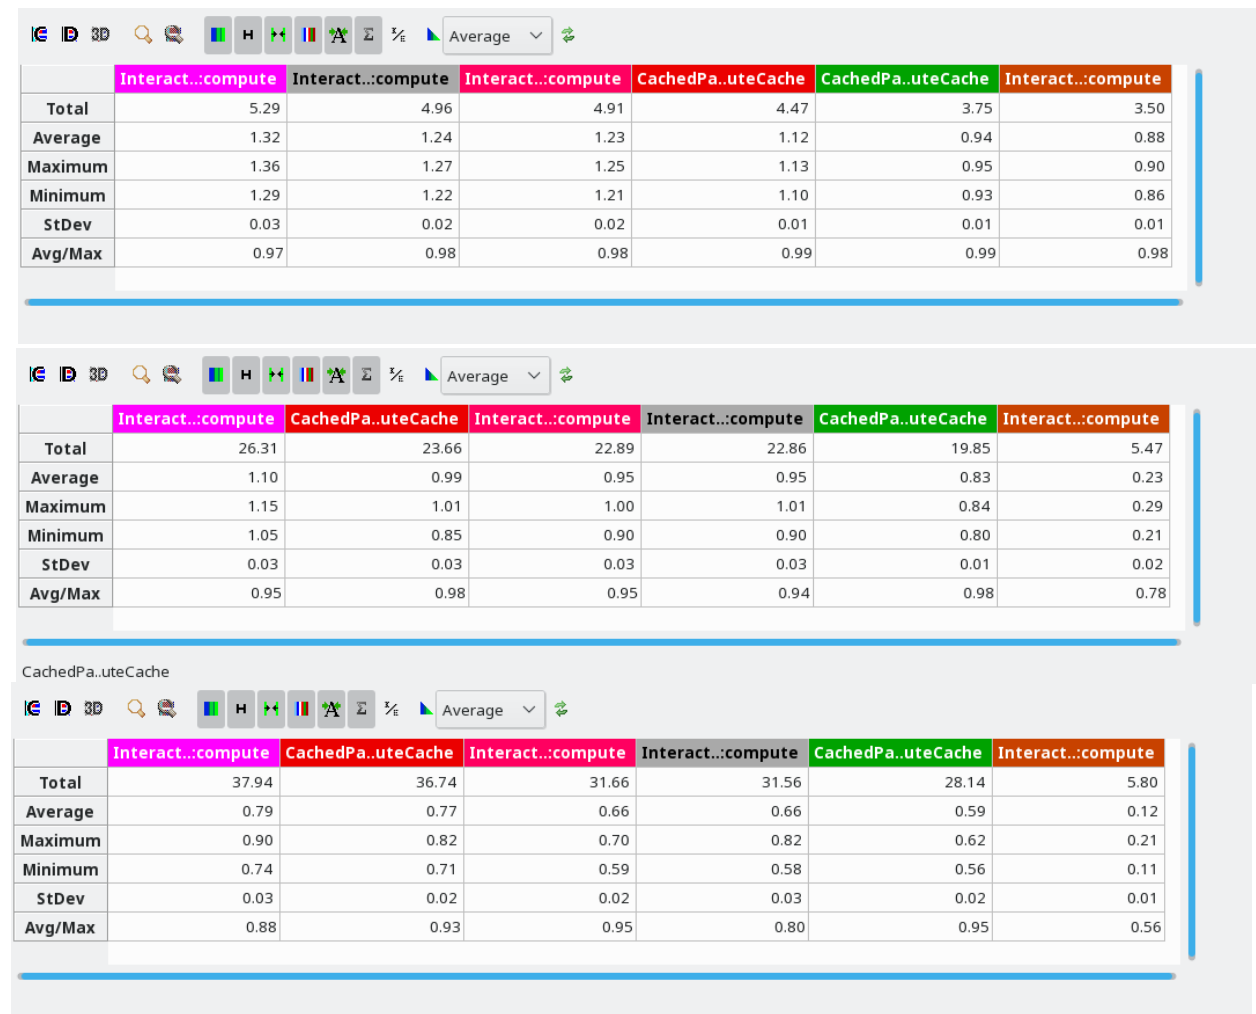 3D H Σ Σ/E Average
Interact...:compute Interact...:compute Interact...:compute CachedPa..uteCache CachedPa..uteCache Interact...:compute
Total 5.29 4.96 4.91 4.47 3.75 3.50
Average 1.32 1.24 1.23 1.12 0.94 0.88
Maximum 1.36 1.27 1.25 1.13 0.95 0.90
Minimum 1.29 1.22 1.21 1.10 0.93 0.86
StDev 0.03 0.02 0.02 0.01 0.01 0.01
Avg/Max 0.97 0.98 0.98 0.99 0.99 0.98
3D H Σ Σ/E Average
Interact...:compute CachedPa..uteCache Interact...:compute Interact...:compute CachedPa..uteCache Interact...:compute
Total 26.31 23.66 22.89 22.86 19.85 5.47
Average 1.10 0.99 0.95 0.95 0.83 0.23
Maximum 1.15 1.01 1.00 1.01 0.84 0.29
Minimum 1.05 0.85 0.90 0.90 0.80 0.21
StDev 0.03 0.03 0.03 0.03 0.01 0.02
Avg/Max 0.95 0.98 0.95 0.94 0.98 0.78
CachedPa..uteCache
3D H Σ Σ/E Average
Interact...:compute CachedPa..uteCache Interact...:compute Interact...:compute CachedPa..uteCache Interact...:compute
Total 37.94 36.74 31.66 31.56 28.14 5.80
Average 0.79 0.77 0.66 0.66 0.59 0.12
Maximum 0.90 0.82 0.70 0.82 0.62 0.21
Minimum 0.74 0.71 0.59 0.58 0.56 0.11
StDev 0.03 0.02 0.02 0.03 0.02 0.01
Avg/Max 0.88 0.93 0.95 0.80 0.95 0.56